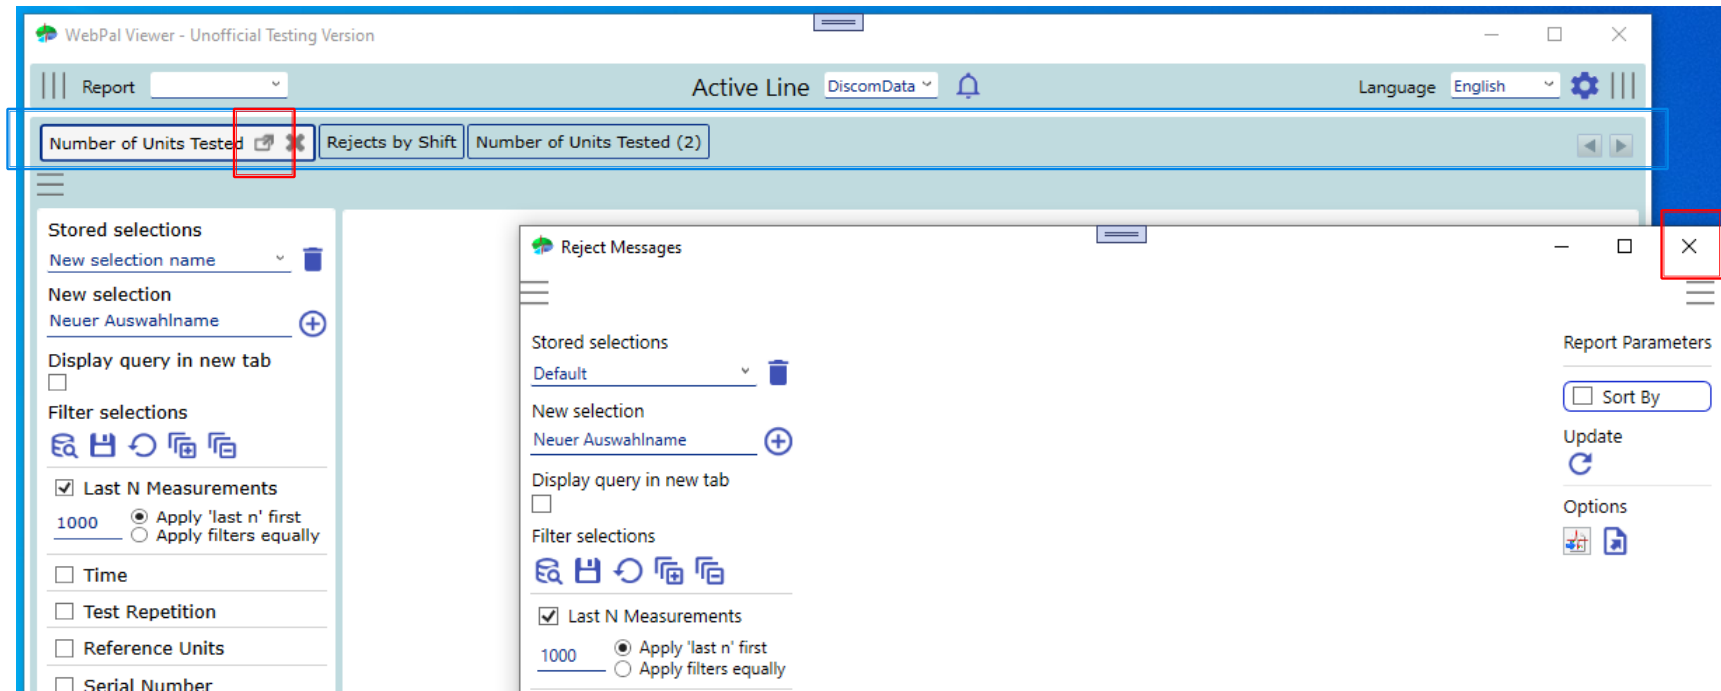 WebPal Viewer - Unofficial Testing Version
Report
Active Line DiscomData
Language English
Number of Units Tested
Rejects by Shift
Number of Units Tested (2)
Stored selections
New selection name
New selection
Neuer Auswahlname
Display query in new tab
Filter selections
Last N Measurements
1000
Apply 'last n' first
Apply filters equally
Time
Test Repetition
Reference Units
Serial Number
Reject Messages
Stored selections
Default
New selection
Neuer Auswahlname
Display query in new tab
Filter selections
Last N Measurements
1000
Apply 'last n' first
Apply filters equally
Report Parameters
Sort By
Update
Options